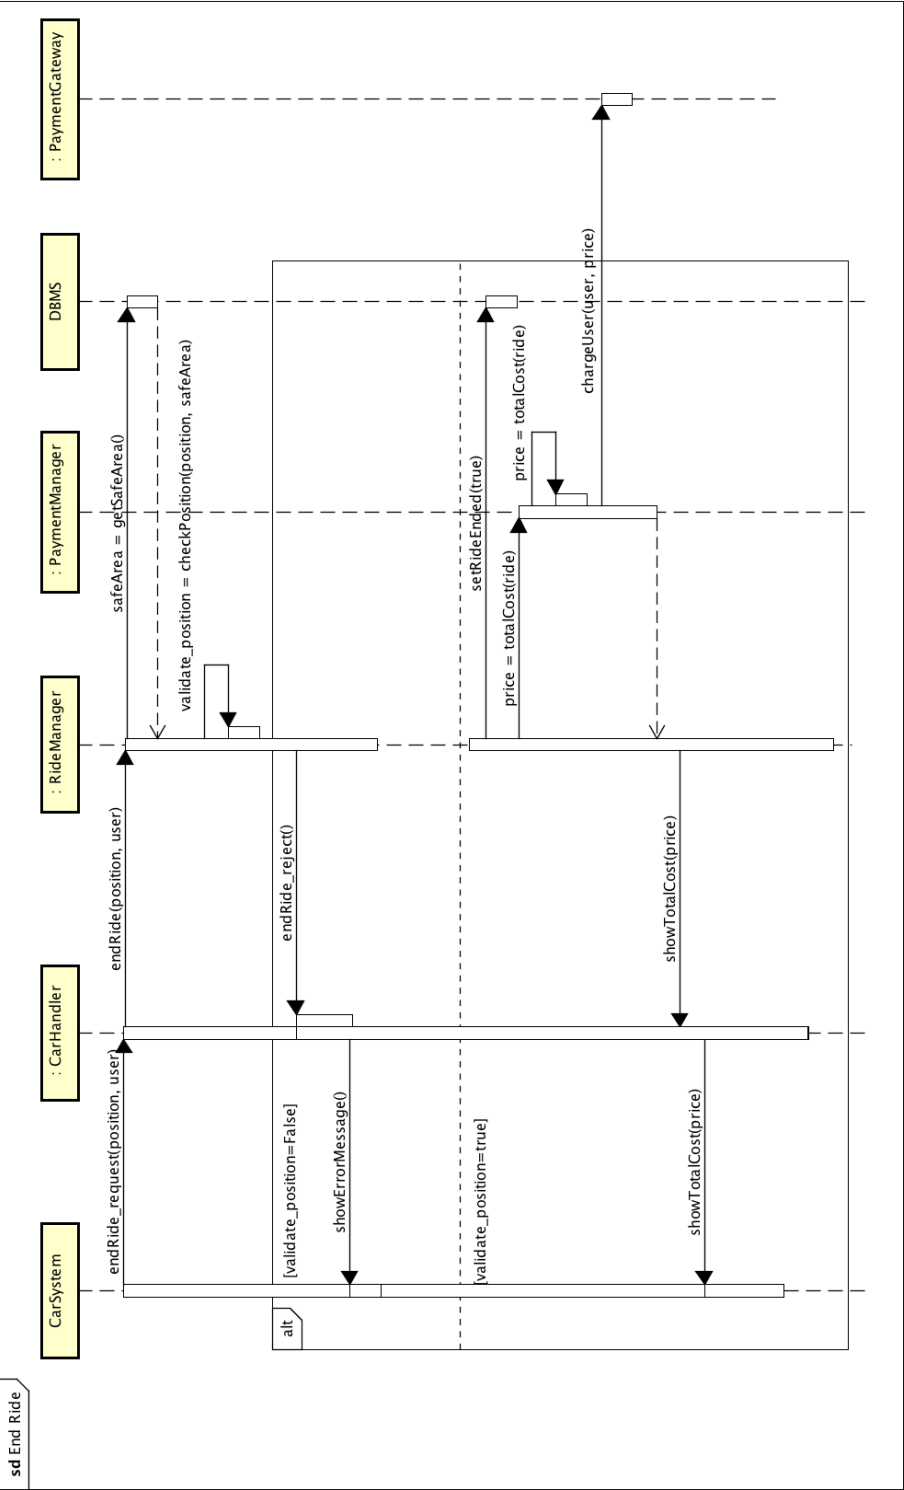 sd End Ride
CarSystem
: CarHandler
: RideManager
: PaymentManager
DBMS
: PaymentGateway
endRide_request(position, user)
endRide(position, user)
safeArea = getSafeArea()
validate_position = checkPosition(position, safeArea)
alt
[validate_position=False]
endRide_reject()
showErrorMessage()
[validate_position=true]
setRideEnded(true)
price = totalCost(ride)
price = totalCost(ride)
chargeUser(user, price)
showTotalCost(price)
showTotalCost(price)